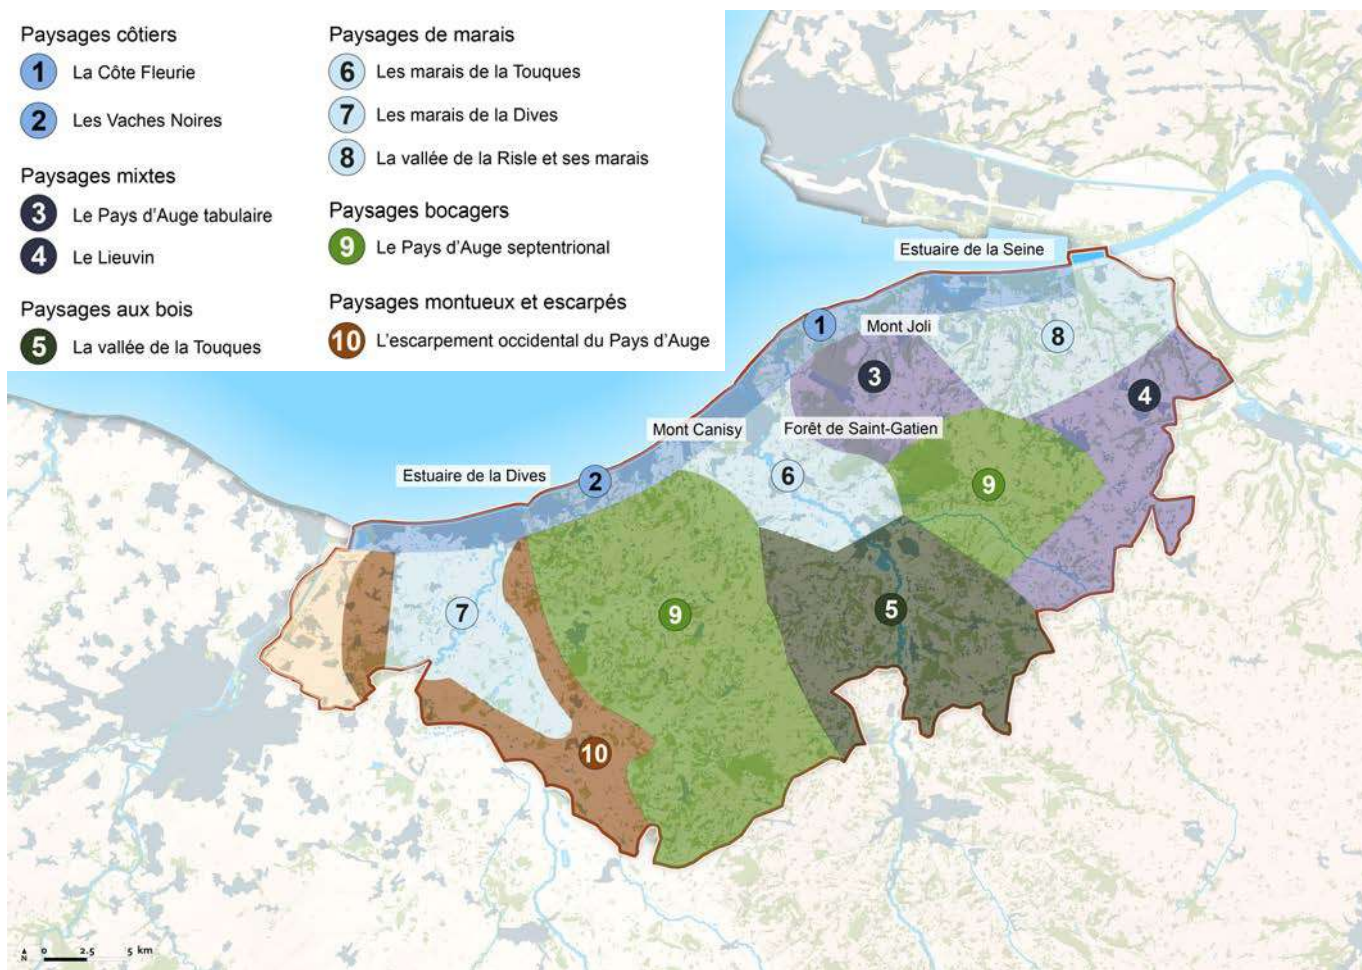 Paysages côtiers
1 La Côte Fleurie
2 Les Vaches Noires
Paysages mixtes
3 Le Pays d'Auge tabulaire
4 Le Lieuvin
Paysages aux bois
5 La vallée de la Touques
Paysages de marais
6 Les marais de la Touques
7 Les marais de la Dives
8 La vallée de la Risle et ses marais
Paysages bocagers
9 Le Pays d'Auge septentrional
Paysages montueux et escarpés
10 L'escarpement occidental du Pays d'Auge
Estuaire de la Seine
1
Mont Joli
8
3
4
Mont Canisy
Forêt de Saint-Gatien
Estuaire de la Dives
2
6
9
7
9
5
10
N
0 2.5 5 km